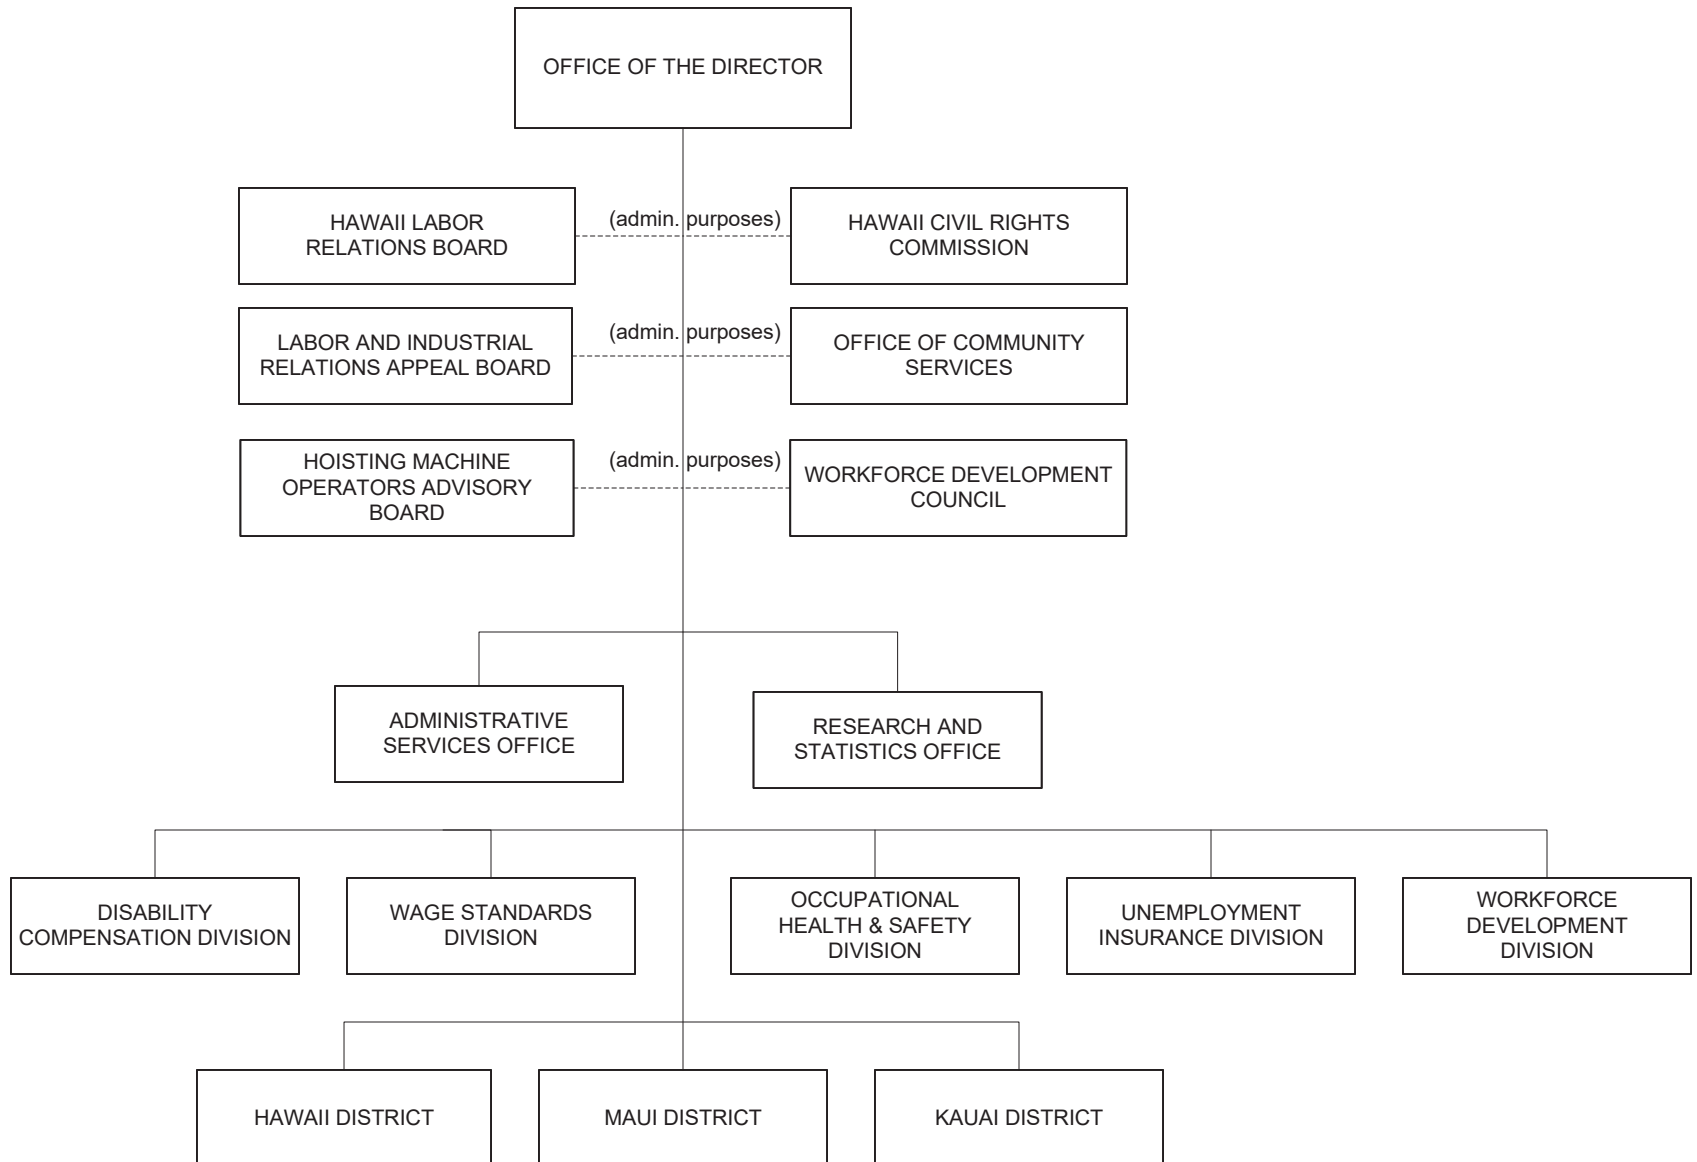 OFFICE OF THE DIRECTOR
HAWAII LABOR
RELATIONS BOARD
(admin. purposes)
HAWAII CIVIL RIGHTS
COMMISSION
LABOR AND INDUSTRIAL
RELATIONS APPEAL BOARD
(admin. purposes)
OFFICE OF COMMUNITY
SERVICES
HOISTING MACHINE
OPERATORS ADVISORY
BOARD
(admin. purposes)
WORKFORCE DEVELOPMENT
COUNCIL
ADMINISTRATIVE
SERVICES OFFICE
RESEARCH AND
STATISTICS OFFICE
DISABILITY
COMPENSATION DIVISION
WAGE STANDARDS
DIVISION
OCCUPATIONAL
HEALTH & SAFETY
DIVISION
UNEMPLOYMENT
INSURANCE DIVISION
WORKFORCE
DEVELOPMENT
DIVISION
HAWAII DISTRICT
MAUI DISTRICT
KAUAI DISTRICT